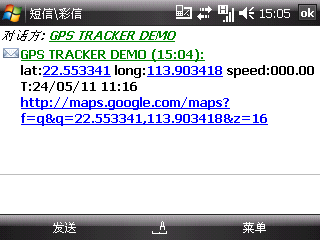 短信\彩信 15:05 ok
对话方: GPS TRACKER DEMO
GPS TRACKER DEMO (15:04):
lat:22.553341 long:113.903418 speed:000.00
T:24/05/11 11:16
http://maps.google.com/maps?
f=q&q=22.553341,113.903418&z=16
发送 菜单